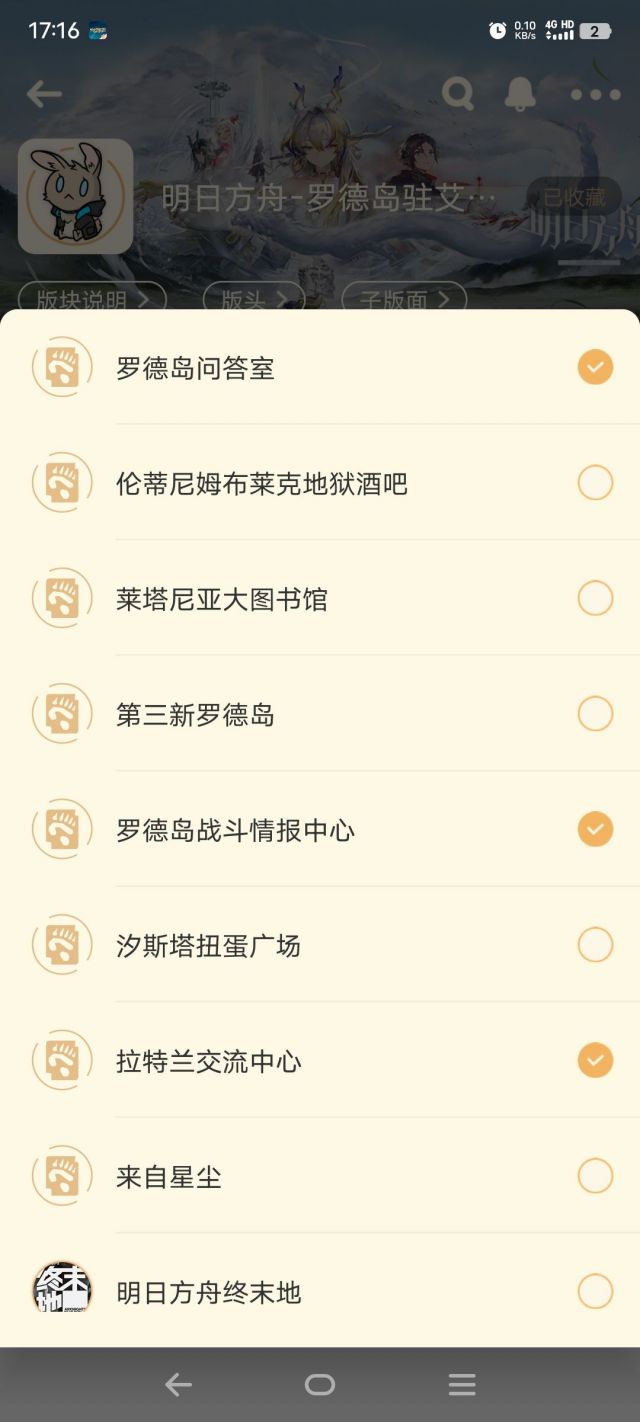 17:16
0.10
KB/s
4G HD
2
明日方舟-罗德岛驻艾…
已收藏
明日方舟
版块说明
版头
子版面
罗德岛问答室
伦蒂尼姆布莱克地狱酒吧
莱塔尼亚大图书馆
第三新罗德岛
罗德岛战斗情报中心
汐斯塔扭蛋广场
拉特兰交流中心
来自星尘
终末地
明日方舟终末地